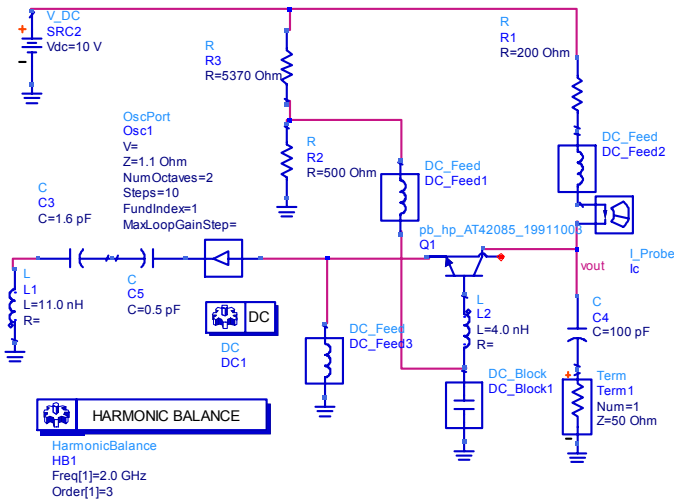 V_DC
SRC2
Vdc=10 V
R
R3
R=5370 Ohm
R
R1
R=200 Ohm
OscPort
Osc1
V=
Z=1.1 Ohm
NumOctaves=2
Steps=10
FundIndex=1
MaxLoopGainStep=
R
R2
R=500 Ohm
DC_Feed
DC_Feed1
DC_Feed
DC_Feed2
C
C3
C=1.6 pF
pb_hp_AT42085_19911003
Q1
I_Probe
Ic
vout
L
L1
L=11.0 nH
R=
C
C5
C=0.5 pF
DC
DC
DC1
DC_Feed
DC_Feed3
L
L2
L=4.0 nH
R=
C
C4
C=100 pF
DC_Block
DC_Block1
Term
Term1
Num=1
Z=50 Ohm
HARMONIC BALANCE
HarmonicBalance
HB1
Freq[1]=2.0 GHz
Order[1]=3